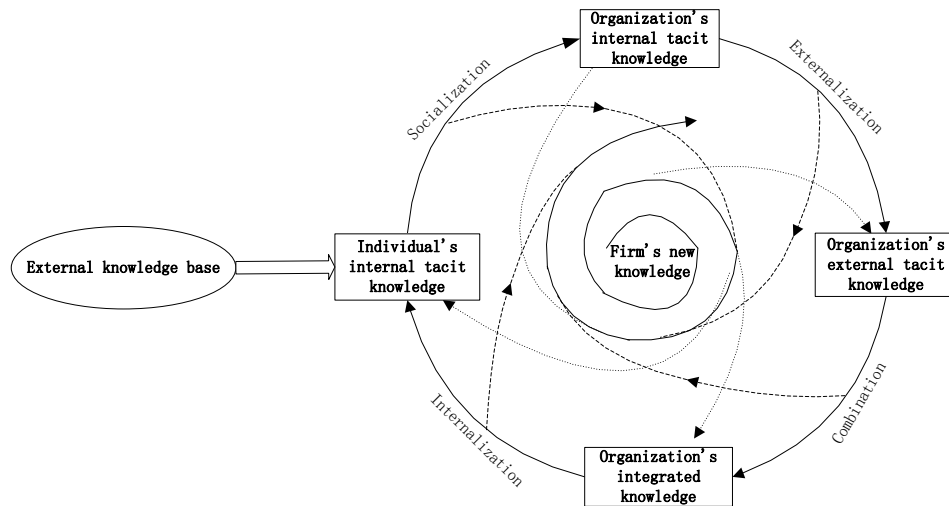 Organization's
internal tacit
knowledge
Socialization
Externalization
External knowledge base
Individual's
internal tacit
knowledge
Firm's new
knowledge
Organization's
external tacit
knowledge
Internalization
Combination
Organization's
integrated
knowledge